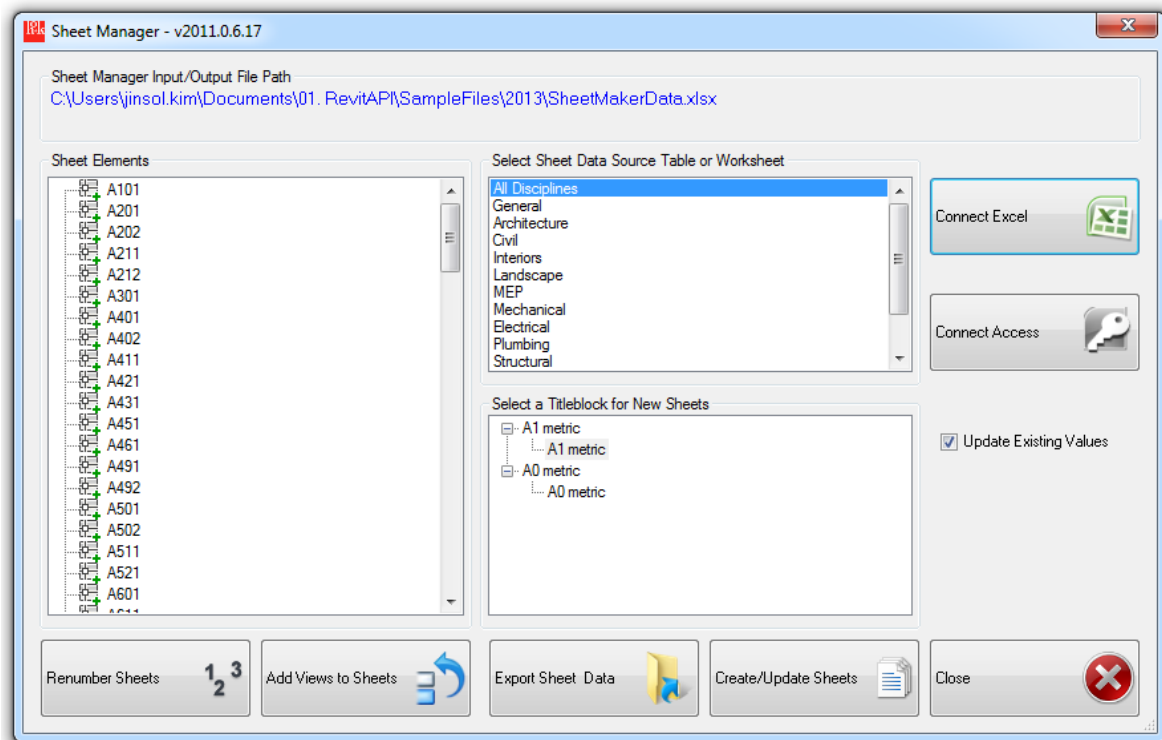 Sheet Manager - v2011.0.6.17
Sheet Manager Input/Output File Path
C:\Users\jinsol.kim\Documents\01. RevitAPI\SampleFiles\2013\SheetMakerData.xlsx
Sheet Elements
A101
A201
A202
A211
A212
A301
A401
A402
A411
A421
A431
A451
A461
A491
A492
A501
A502
A511
A521
A601
Select Sheet Data Source Table or Worksheet
All Disciplines
General
Architecture
Civil
Interiors
Landscape
MEP
Mechanical
Electrical
Plumbing
Structural
Select a Titleblock for New Sheets
A1 metric
A1 metric
A0 metric
A0 metric
Connect Excel
Connect Access
Update Existing Values
Renumber Sheets
1 2 3
Add Views to Sheets
Export Sheet Data
Create/Update Sheets
Close